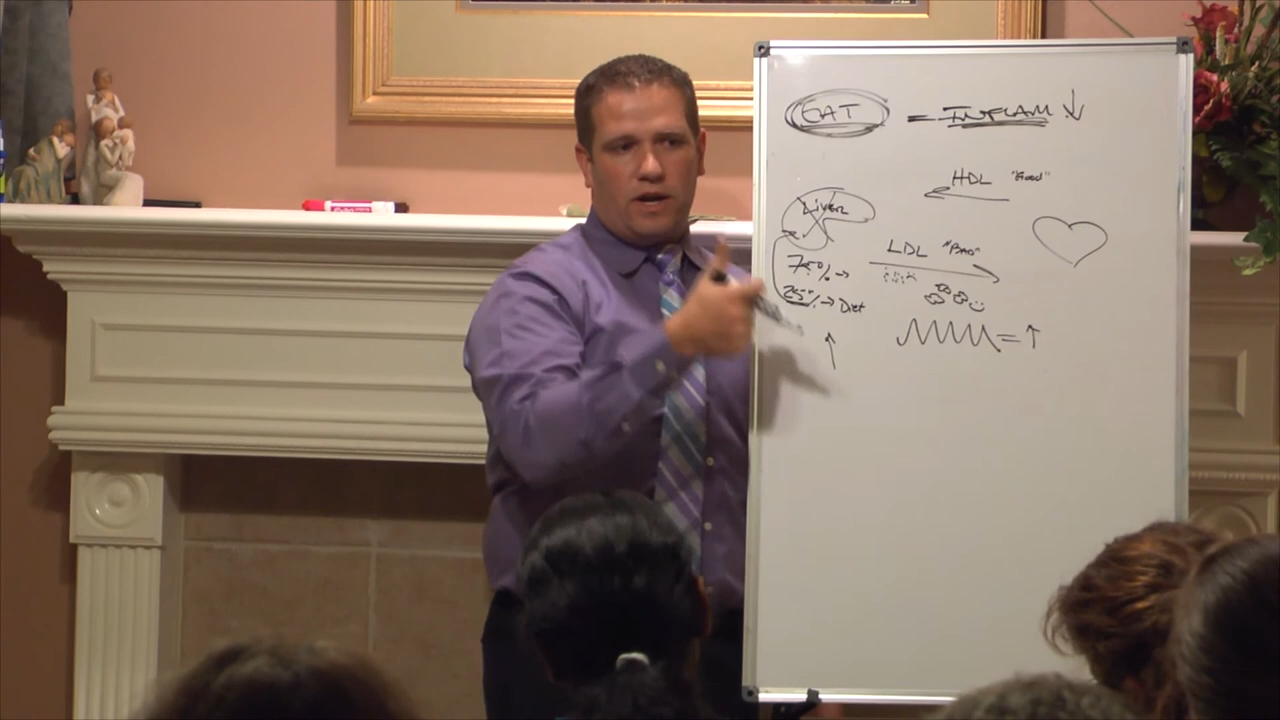 EAT = INFLAM ↓
HDL "Good"
LIVER
LDL "BAD"
75% →
25% → Diet
= ↑